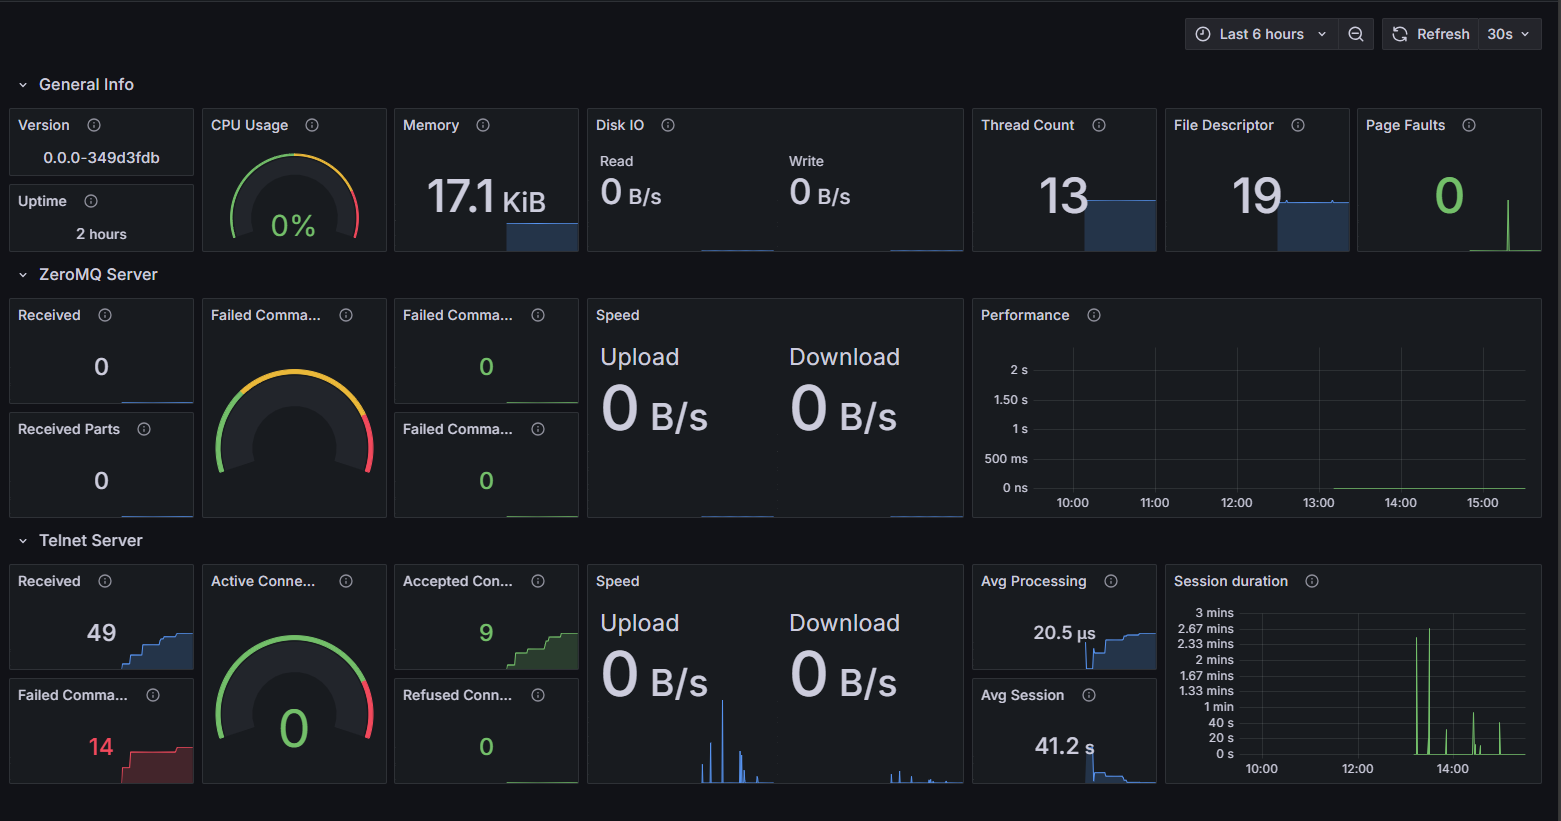 Last 6 hours
Refresh
30s
General Info
Version
0.0.0-349d3fdb
Uptime
2 hours
CPU Usage
0%
Memory
17.1 KiB
Disk IO
Read
0 B/s
Write
0 B/s
Thread Count
13
File Descriptor
19
Page Faults
0
ZeroMQ Server
Received
0
Received Parts
0
Failed Comma...
Failed Comma...
0
Failed Comma...
0
Speed
Upload
0 B/s
Download
0 B/s
Performance
2 s
1.50 s
1 s
500 ms
0 ns
10:00
11:00
12:00
13:00
14:00
15:00
Telnet Server
Received
49
Failed Comma...
14
Active Conne...
0
Accepted Con...
9
Refused Conn...
0
Speed
Upload
0 B/s
Download
0 B/s
Avg Processing
20.5 µs
Avg Session
41.2 s
Session duration
3 mins
2.67 mins
2.33 mins
2 mins
1.67 mins
1.33 mins
1 min
40 s
20 s
0 s
10:00
12:00
14:00